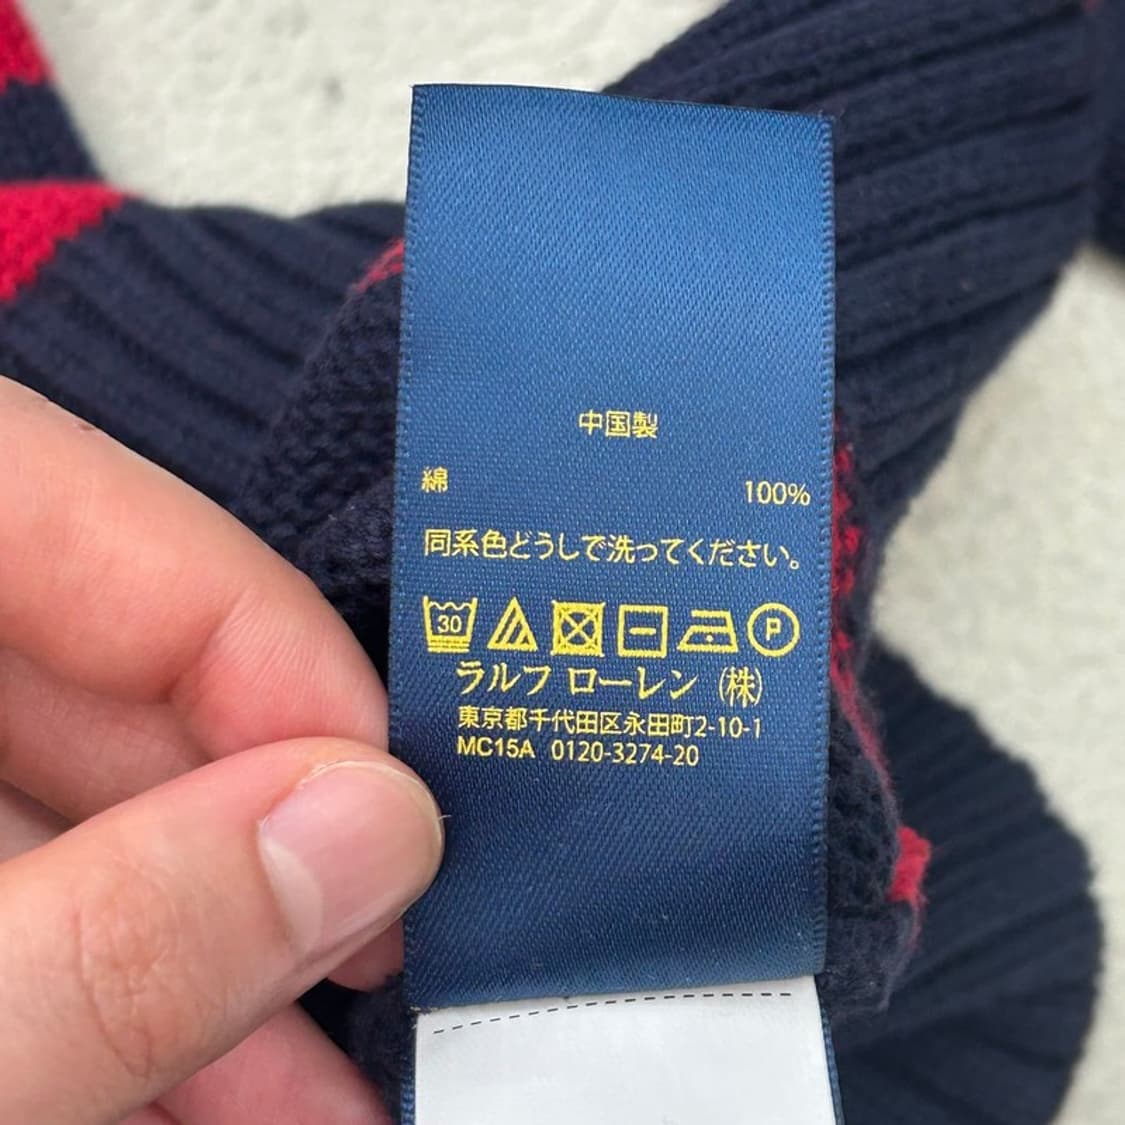 中国製
綿 100%
同系色どうしで洗ってください。
30 P
ラルフ ローレン (株)
東京都千代田区永田町2-10-1
MC15A 0120-3274-20